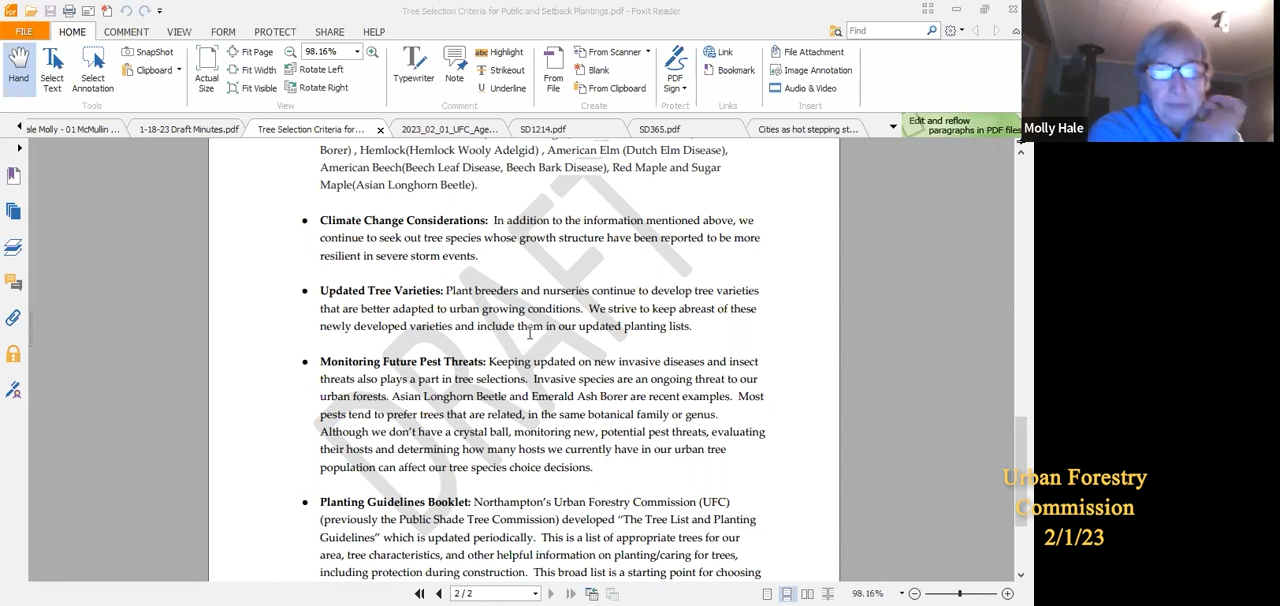 Tree Selection Criteria for Public and Setback Plantings.pdf - Foxit Reader
FILE HOME COMMENT VIEW FORM PROTECT SHARE HELP
Find
Hand
Select Text
Select Annotation
SnapShot
Clipboard
Tools
Actual Size
Fit Page
Fit Width
Fit Visible
98.16%
Rotate Left
Rotate Right
View
Typewriter
Note
Highlight
Strikeout
Underline
Comment
From File
From Scanner
Blank
From Clipboard
Create
PDF Sign
Protect
Link
Bookmark
Links
File Attachment
Image Annotation
Audio & Video
Insert
ale Molly - 01 McMullin ...
1-18-23 Draft Minutes.pdf
Tree Selection Criteria for...
2023_02_01_UFC_Age...
SD1214.pdf
SD365.pdf
Cities as hot stepping st...
Edit and reflow
paragraphs in PDF files
Molly Hale
Borer) , Hemlock(Hemlock Wooly Adelgid) , American Elm (Dutch Elm Disease),
American Beech(Beech Leaf Disease, Beech Bark Disease), Red Maple and Sugar
Maple(Asian Longhorn Beetle).
• Climate Change Considerations: In addition to the information mentioned above, we
continue to seek out tree species whose growth structure have been reported to be more
resilient in severe storm events.
• Updated Tree Varieties: Plant breeders and nurseries continue to develop tree varieties
that are better adapted to urban growing conditions. We strive to keep abreast of these
newly developed varieties and include them in our updated planting lists.
• Monitoring Future Pest Threats: Keeping updated on new invasive diseases and insect
threats also plays a part in tree selections. Invasive species are an ongoing threat to our
urban forests. Asian Longhorn Beetle and Emerald Ash Borer are recent examples. Most
pests tend to prefer trees that are related, in the same botanical family or genus.
Although we don't have a crystal ball, monitoring new, potential pest threats, evaluating
their hosts and determining how many hosts we currently have in our urban tree
population can affect our tree species choice decisions.
• Planting Guidelines Booklet: Northampton's Urban Forestry Commission (UFC)
(previously the Public Shade Tree Commission) developed “The Tree List and Planting
Guidelines” which is updated periodically. This is a list of appropriate trees for our
area, tree characteristics, and other helpful information on planting/caring for trees,
including protection during construction. This broad list is a starting point for choosing
DRAFT
Urban Forestry
Commission
2/1/23
2 / 2
98.16%